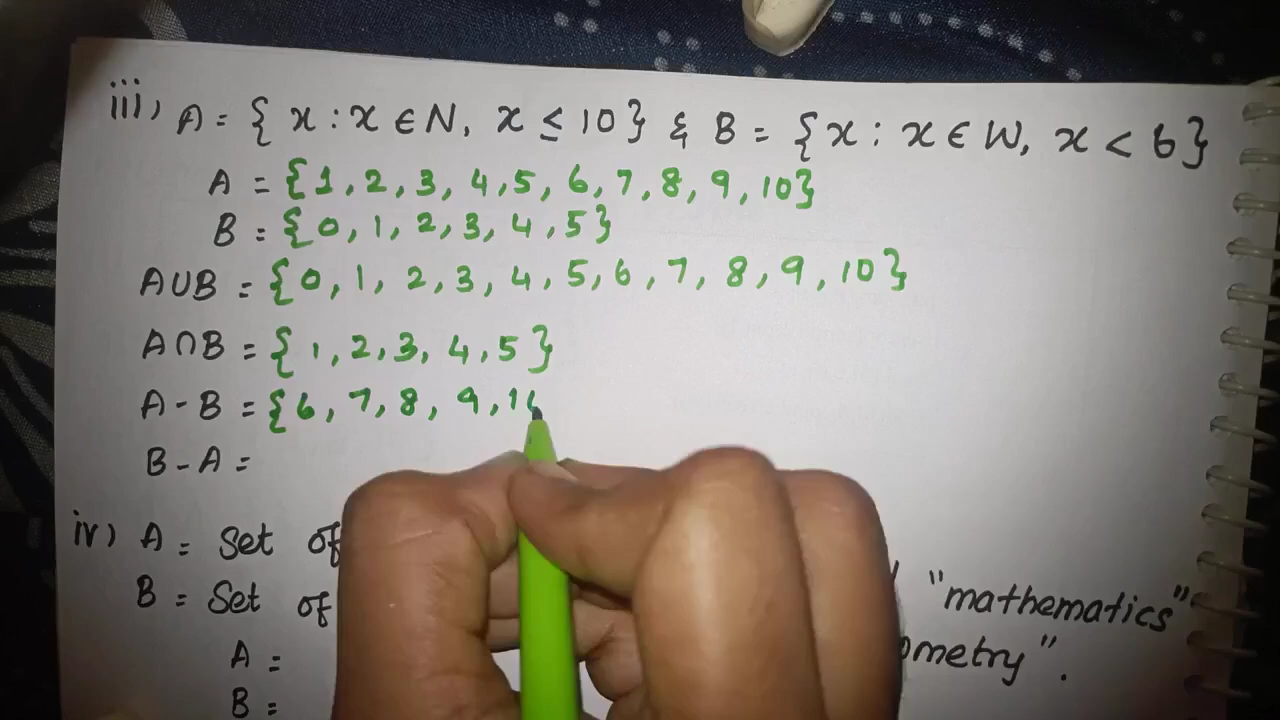 iii) A = { x : x ∈ N, x ≤ 10} & B = {x : x ∈ W, x < 6}
A = {1, 2, 3, 4, 5, 6, 7, 8, 9, 10}
B = {0, 1, 2, 3, 4, 5}
A∪B = {0, 1, 2, 3, 4, 5, 6, 7, 8, 9, 10}
A∩B = {1, 2, 3, 4, 5}
A - B = {6, 7, 8, 9, 1
B - A =
iv) A = Set of "mathematics"
B = Set of ometry".
A =
B =